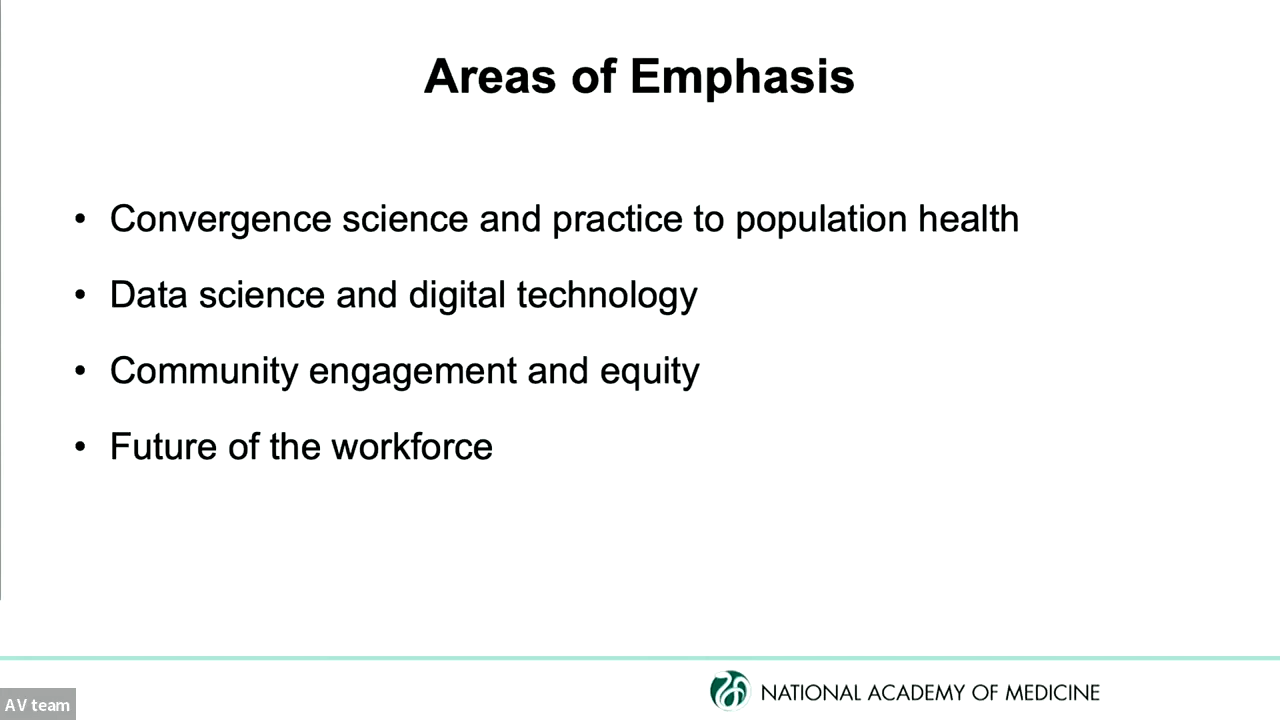 Areas of Emphasis
• Convergence science and practice to population health
• Data science and digital technology
• Community engagement and equity
• Future of the workforce
NATIONAL ACADEMY OF MEDICINE
AV team